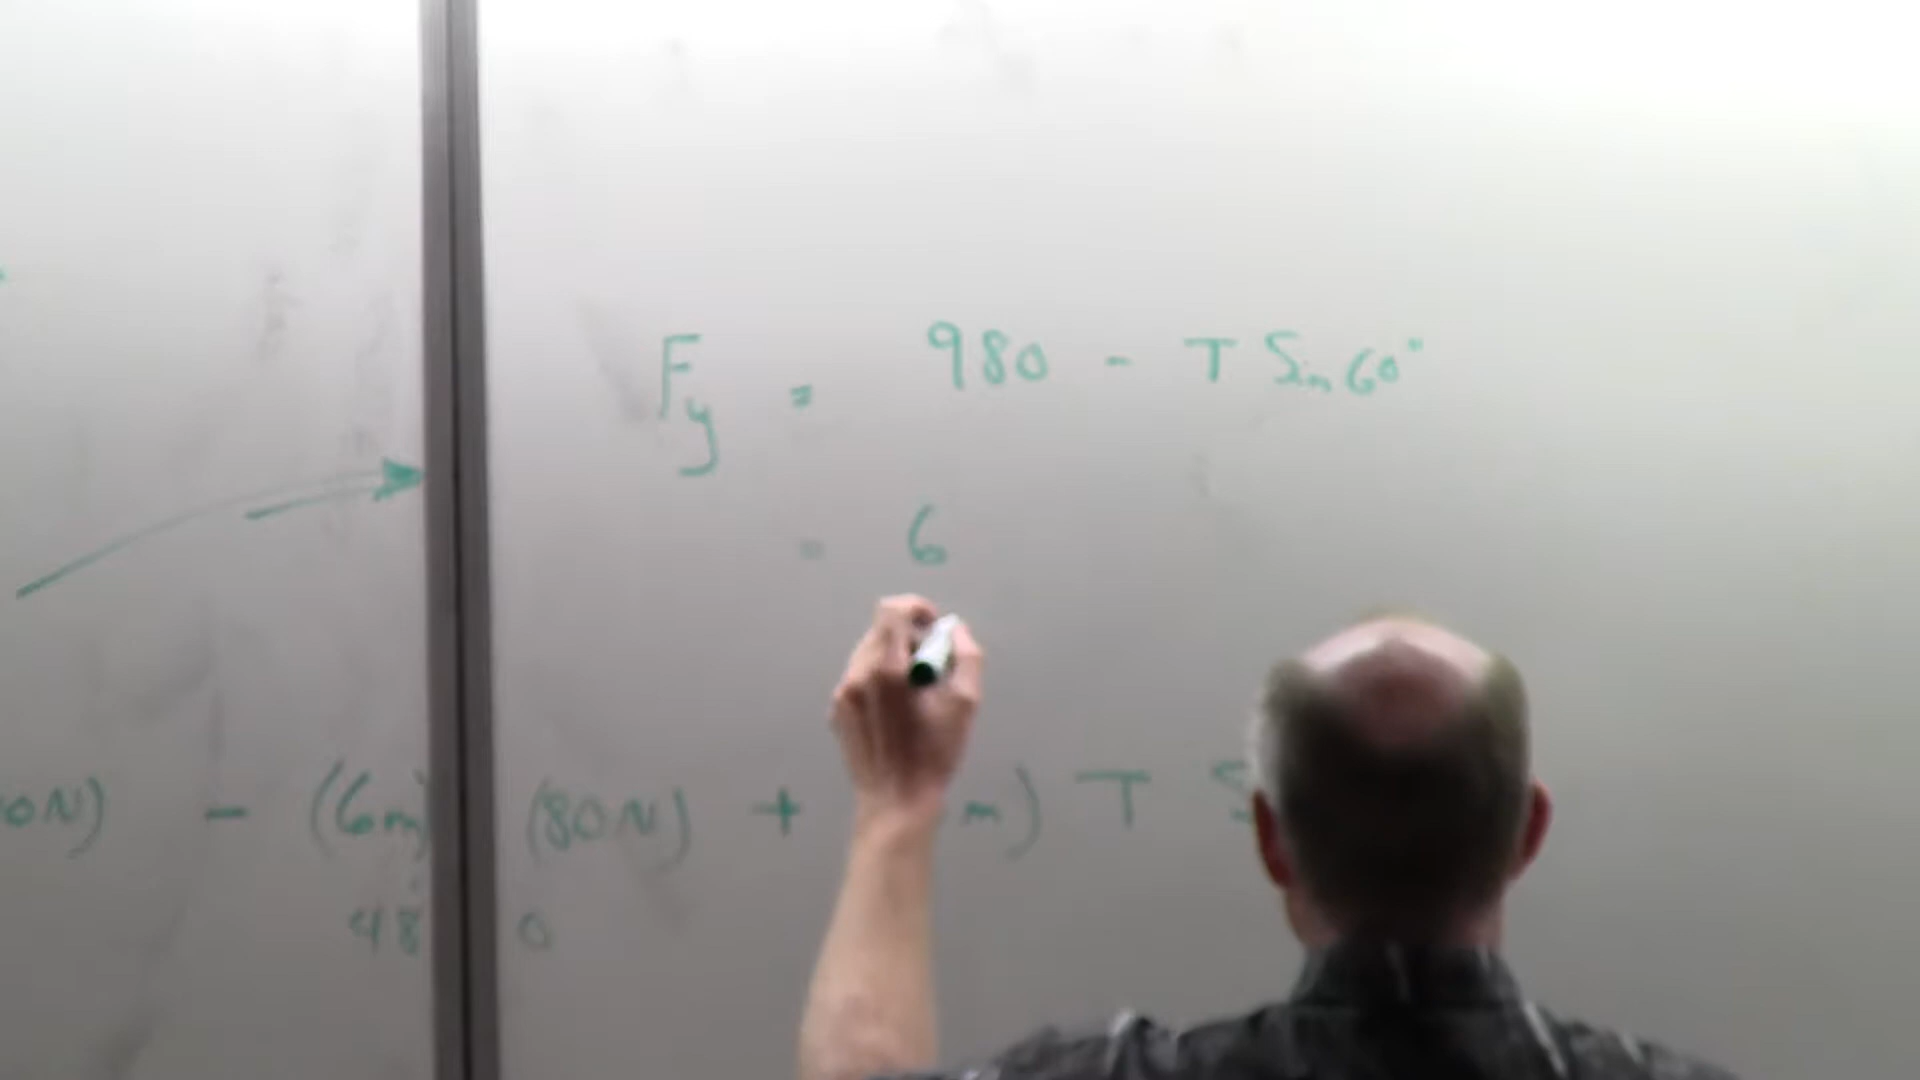 Fy = 980 - T Sin 60°
= 6
0N) - (6m) (80N) + m) T S
48 0